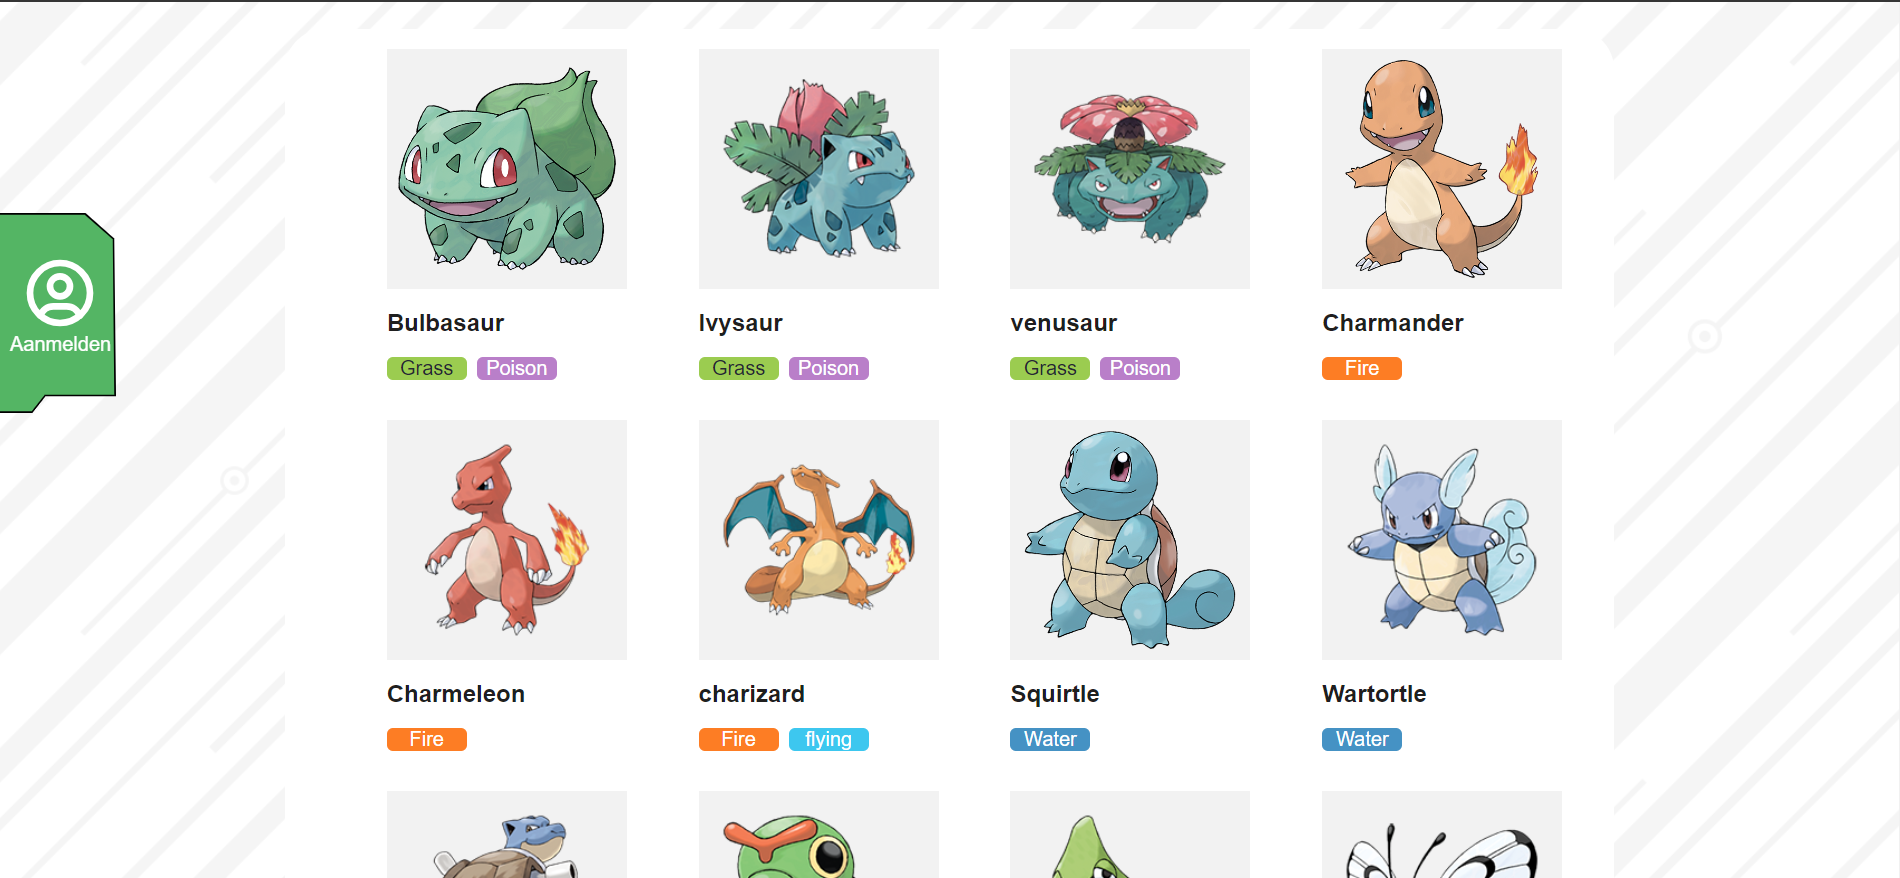 Aanmelden
Bulbasaur
Grass Poison
Ivysaur
Grass Poison
venusaur
Grass Poison
Charmander
Fire
Charmeleon
Fire
charizard
Fire flying
Squirtle
Water
Wartortle
Water